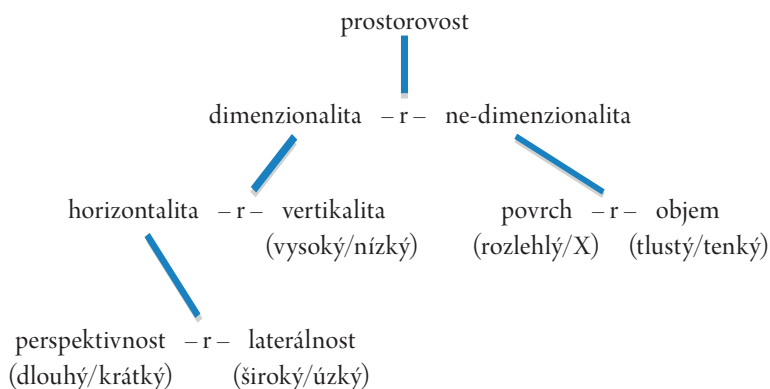 prostorovost
dimenzionalita – r – ne-dimenzionalita
horizontalita – r – vertikalita povrch – r – objem
(vysoký/nízký) (rozlehlý/X) (tlustý/tenký)
perspektivnost – r – laterálnost
(dlouhý/krátký) (široký/úzký)